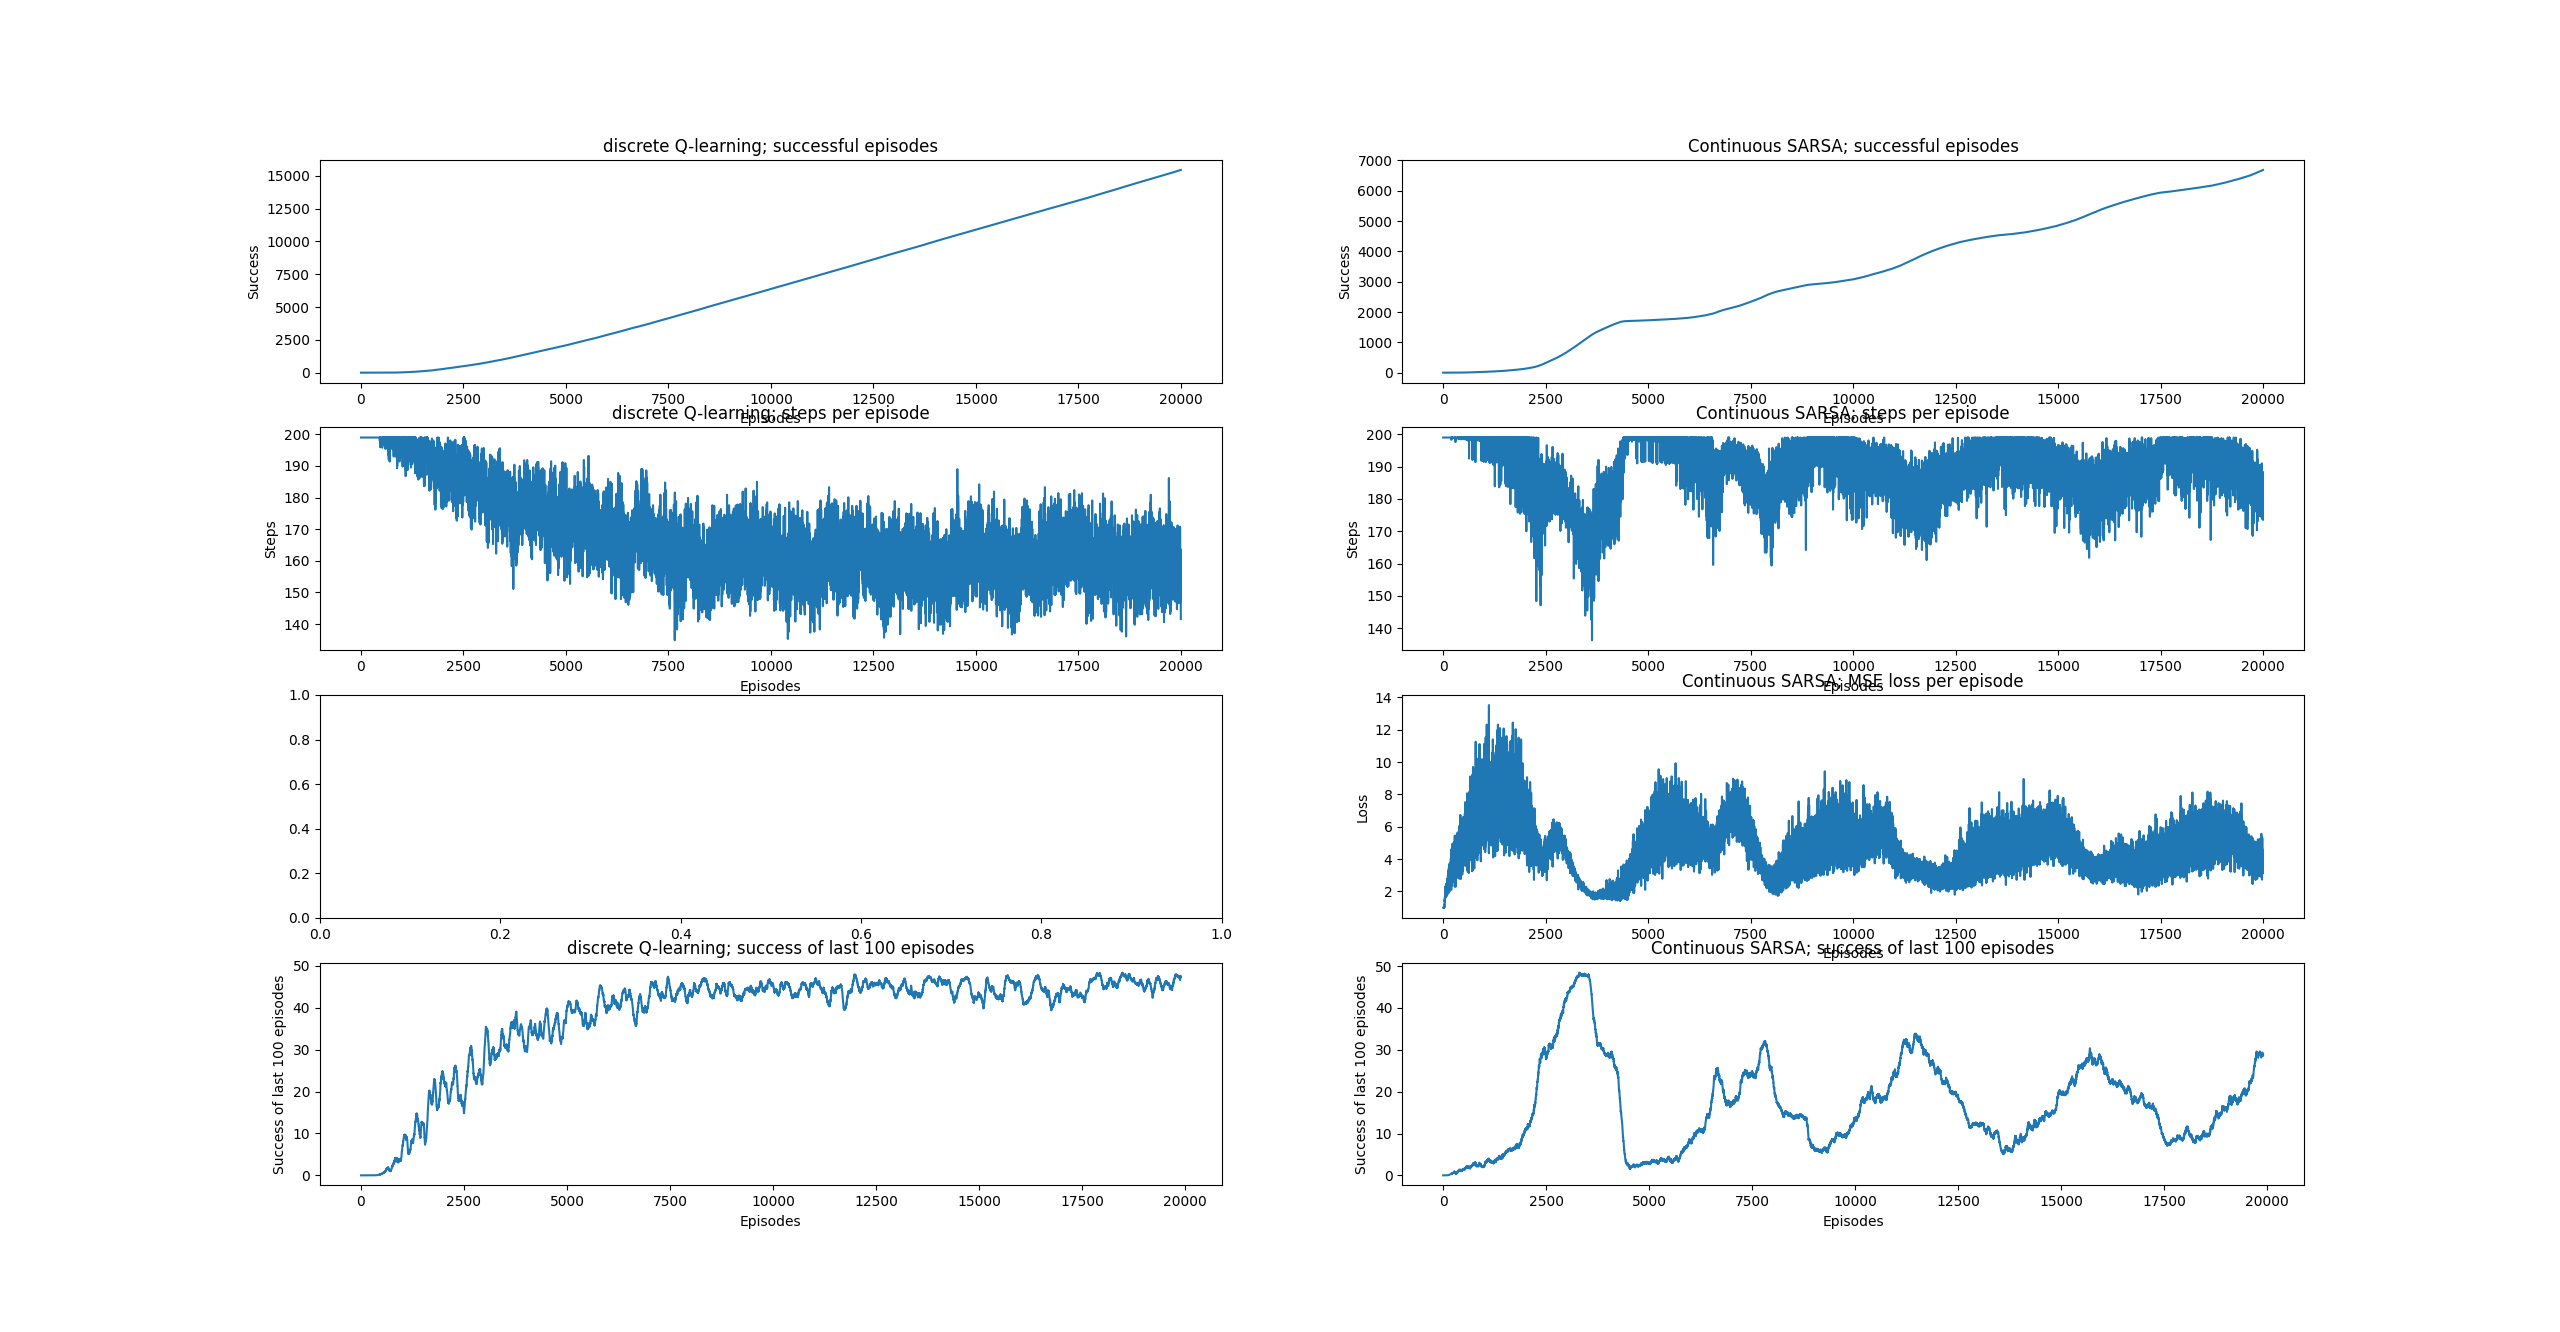 discrete Q-learning; successful episodes
Success
15000
12500
10000
7500
5000
2500
0
0 2500 5000 7500 10000 12500 15000 17500 20000
Episodes
Continuous SARSA; successful episodes
Success
7000
6000
5000
4000
3000
2000
1000
0
0 2500 5000 7500 10000 12500 15000 17500 20000
Episodes
discrete Q-learning; steps per episode
Steps
200
190
180
170
160
150
140
0 2500 5000 7500 10000 12500 15000 17500 20000
Episodes
Continuous SARSA; steps per episode
Steps
200
190
180
170
160
150
140
0 2500 5000 7500 10000 12500 15000 17500 20000
Episodes
1.0
0.8
0.6
0.4
0.2
0.0
0.0 0.2 0.4 0.6 0.8 1.0
Continuous SARSA; MSE loss per episode
Loss
14
12
10
8
6
4
2
0 2500 5000 7500 10000 12500 15000 17500 20000
Episodes
discrete Q-learning; success of last 100 episodes
Success of last 100 episodes
50
40
30
20
10
0
0 2500 5000 7500 10000 12500 15000 17500 20000
Episodes
Continuous SARSA; success of last 100 episodes
Success of last 100 episodes
50
40
30
20
10
0
0 2500 5000 7500 10000 12500 15000 17500 20000
Episodes